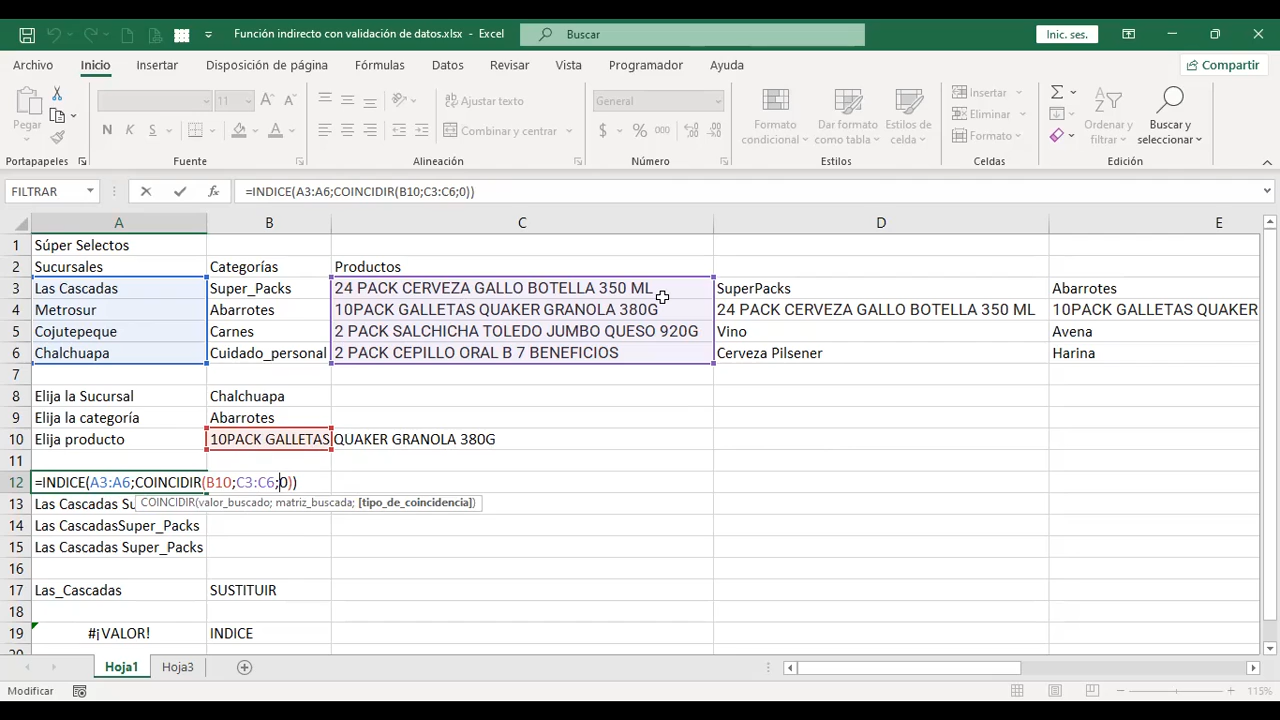 Función indirecto con validación de datos.xlsx - Excel
Buscar
Inic. ses.
Archivo Inicio Insertar Disposición de página Fórmulas Datos Revisar Vista Programador Ayuda Compartir
Pegar
11
N K S
Ajustar texto
Combinar y centrar
General
$ % 000
Formato condicional
Dar formato como tabla
Estilos de celda
Insertar
Eliminar
Formato
Ordenar y filtrar
Buscar y seleccionar
Portapapeles Fuente Alineación Número Estilos Celdas Edición
FILTRAR fx =INDICE(A3:A6;COINCIDIR(B10;C3:C6;0))
A B C D E
1 Súper Selectos
2 Sucursales Categorías Productos
3 Las Cascadas Super_Packs 24 PACK CERVEZA GALLO BOTELLA 350 ML SuperPacks Abarrotes
4 Metrosur Abarrotes 10PACK GALLETAS QUAKER GRANOLA 380G 24 PACK CERVEZA GALLO BOTELLA 350 ML 10PACK GALLETAS QUAKER
5 Cojutepeque Carnes 2 PACK SALCHICHA TOLEDO JUMBO QUESO 920G Vino Avena
6 Chalchuapa Cuidado_personal 2 PACK CEPILLO ORAL B 7 BENEFICIOS Cerveza Pilsener Harina
7
8 Elija la Sucursal Chalchuapa
9 Elija la categoría Abarrotes
10 Elija producto 10PACK GALLETAS QUAKER GRANOLA 380G
11
12 =INDICE(A3:A6;COINCIDIR(B10;C3:C6;0))
COINCIDIR(valor_buscado; matriz_buscada; [tipo_de_coincidencia])
13 Las Cascadas Su
14 Las CascadasSuper_Packs
15 Las Cascadas Super_Packs
16
17 Las_Cascadas SUSTITUIR
18
19 #¡VALOR! INDICE
20
Hoja1 Hoja3
Modificar 115%